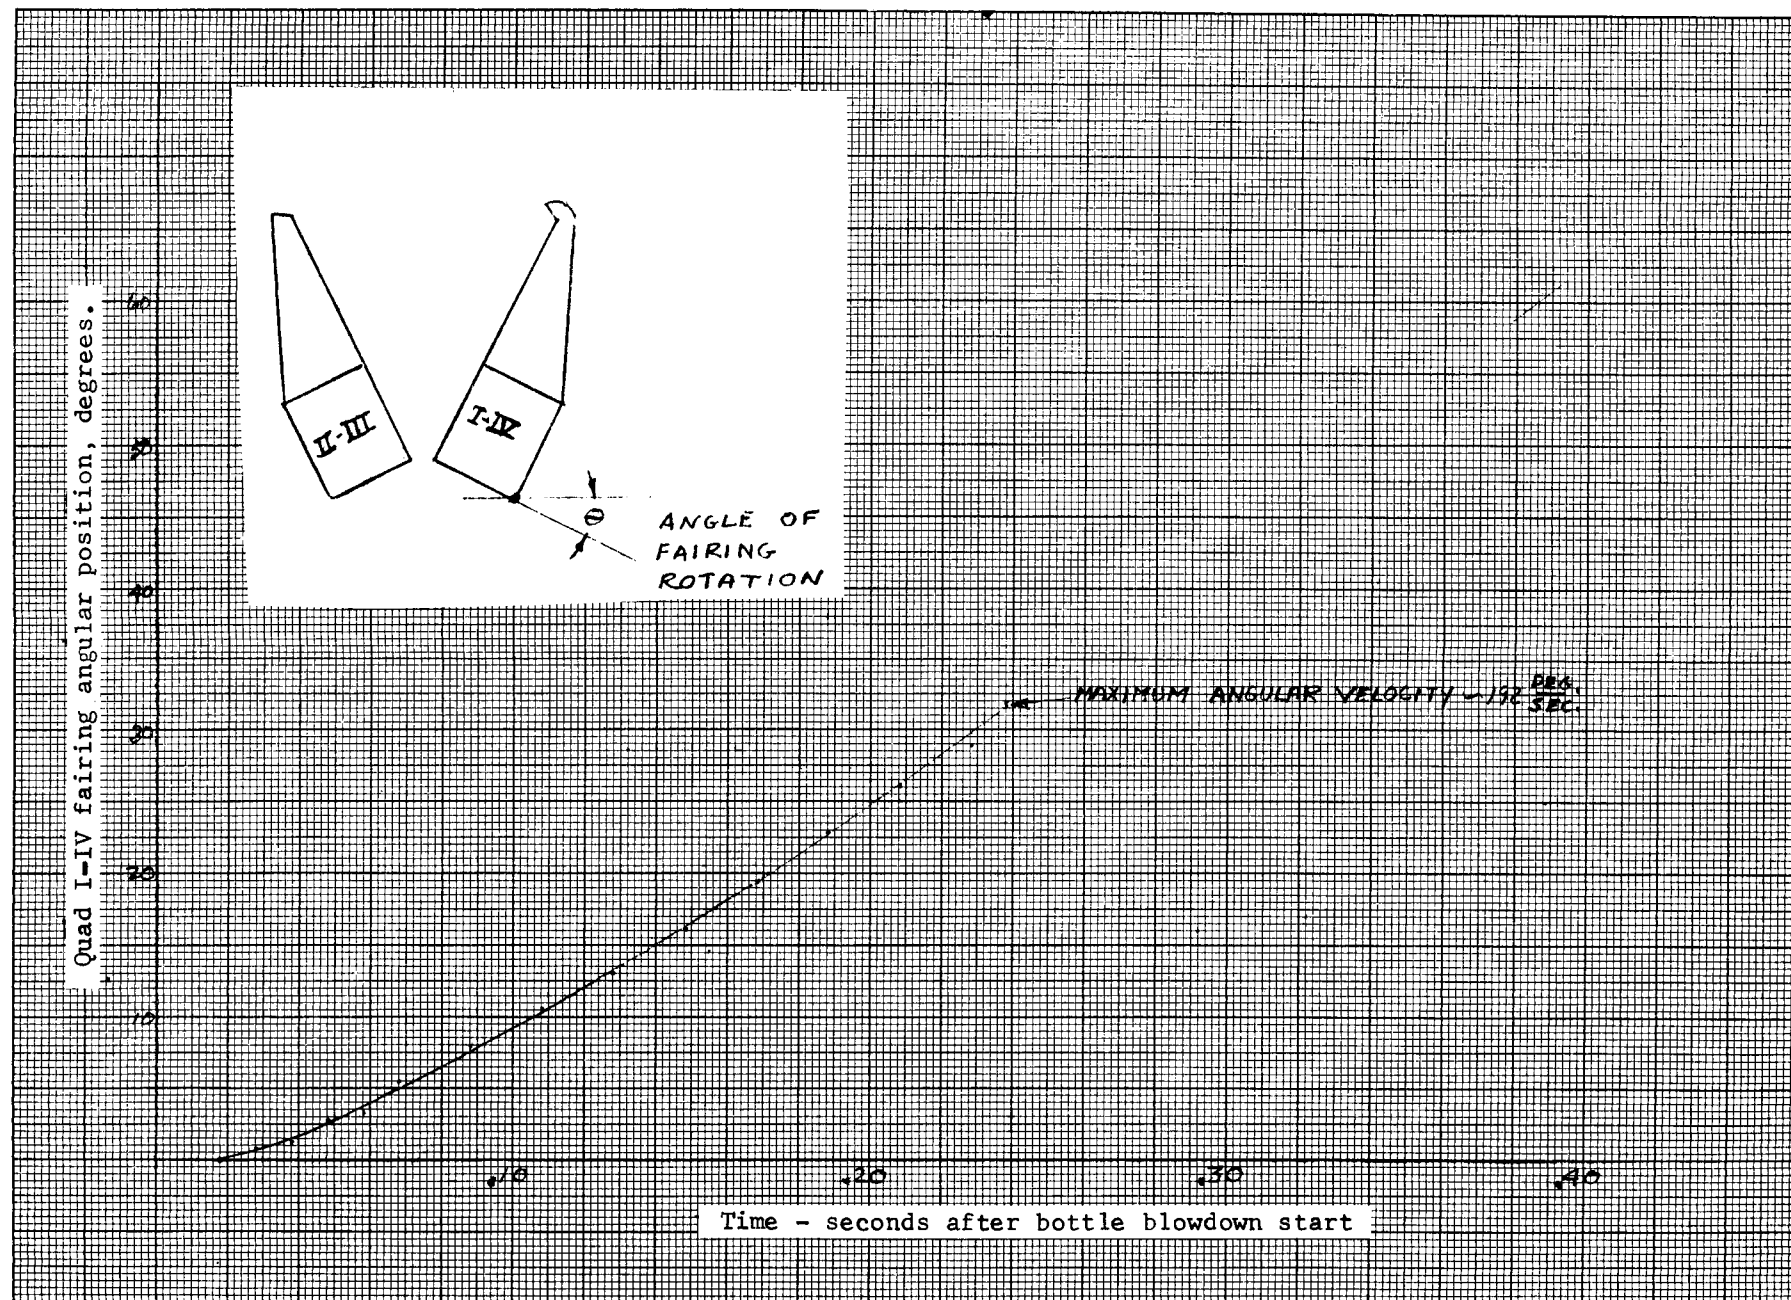 II-III
I-IV
θ
ANGLE OF
FAIRING
ROTATION
Quad I-IV fairing angular position, degrees.
60
50
40
30
20
10
MAXIMUM ANGULAR VELOCITY - 192 DEG.
SEC.
.10
.20
.30
.40
Time - seconds after bottle blowdown start